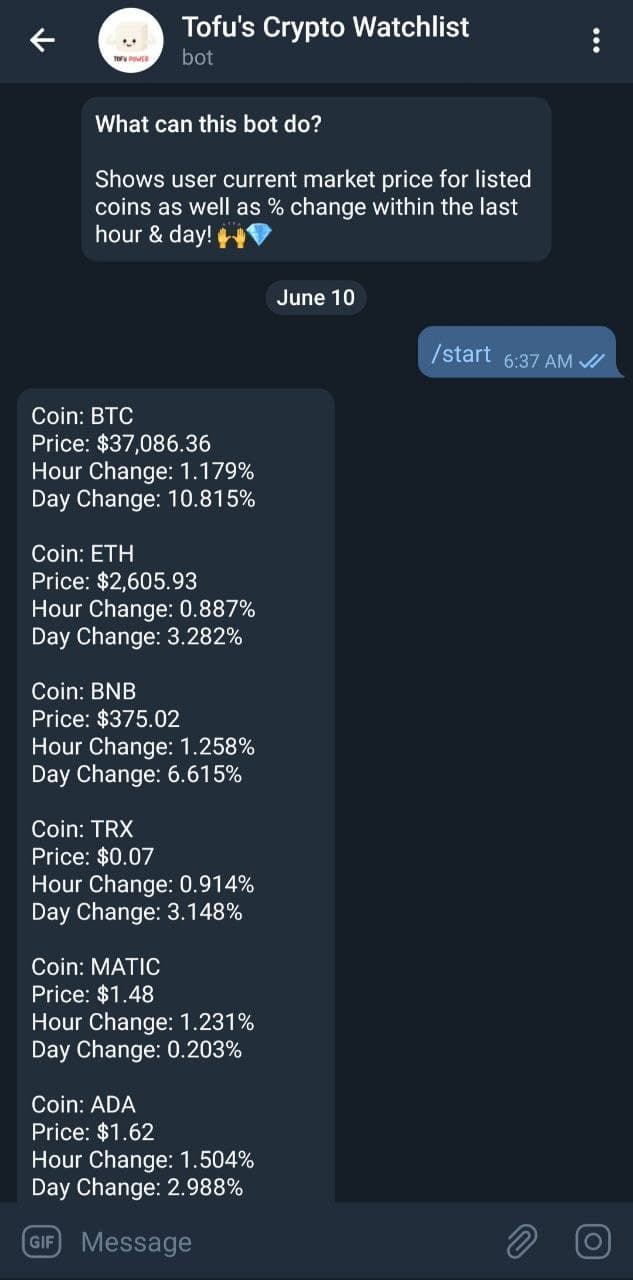 Tofu's Crypto Watchlist
bot
TOFU POWER
What can this bot do?
Shows user current market price for listed
coins as well as % change within the last
hour & day! 🙌💎
June 10
/start 6:37 AM
Coin: BTC
Price: $37,086.36
Hour Change: 1.179%
Day Change: 10.815%
Coin: ETH
Price: $2,605.93
Hour Change: 0.887%
Day Change: 3.282%
Coin: BNB
Price: $375.02
Hour Change: 1.258%
Day Change: 6.615%
Coin: TRX
Price: $0.07
Hour Change: 0.914%
Day Change: 3.148%
Coin: MATIC
Price: $1.48
Hour Change: 1.231%
Day Change: 0.203%
Coin: ADA
Price: $1.62
Hour Change: 1.504%
Day Change: 2.988%
GIF Message